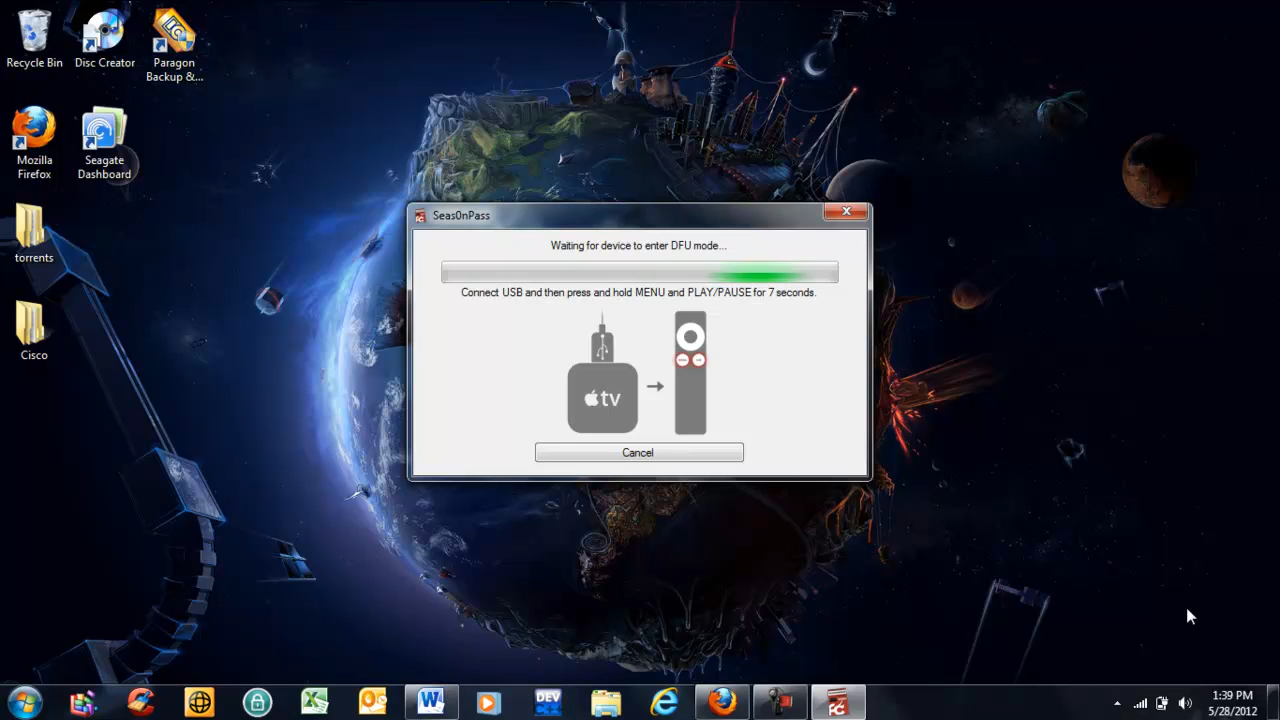 Recycle Bin
Disc Creator
Paragon
Backup &...
Mozilla
Firefox
Seagate
Dashboard
torrents
Cisco
SeasOnPass
Waiting for device to enter DFU mode...
Connect USB and then press and hold MENU and PLAY/PAUSE for 7 seconds.
tv
Cancel
DEV
C++
FC
1:39 PM
5/28/2012